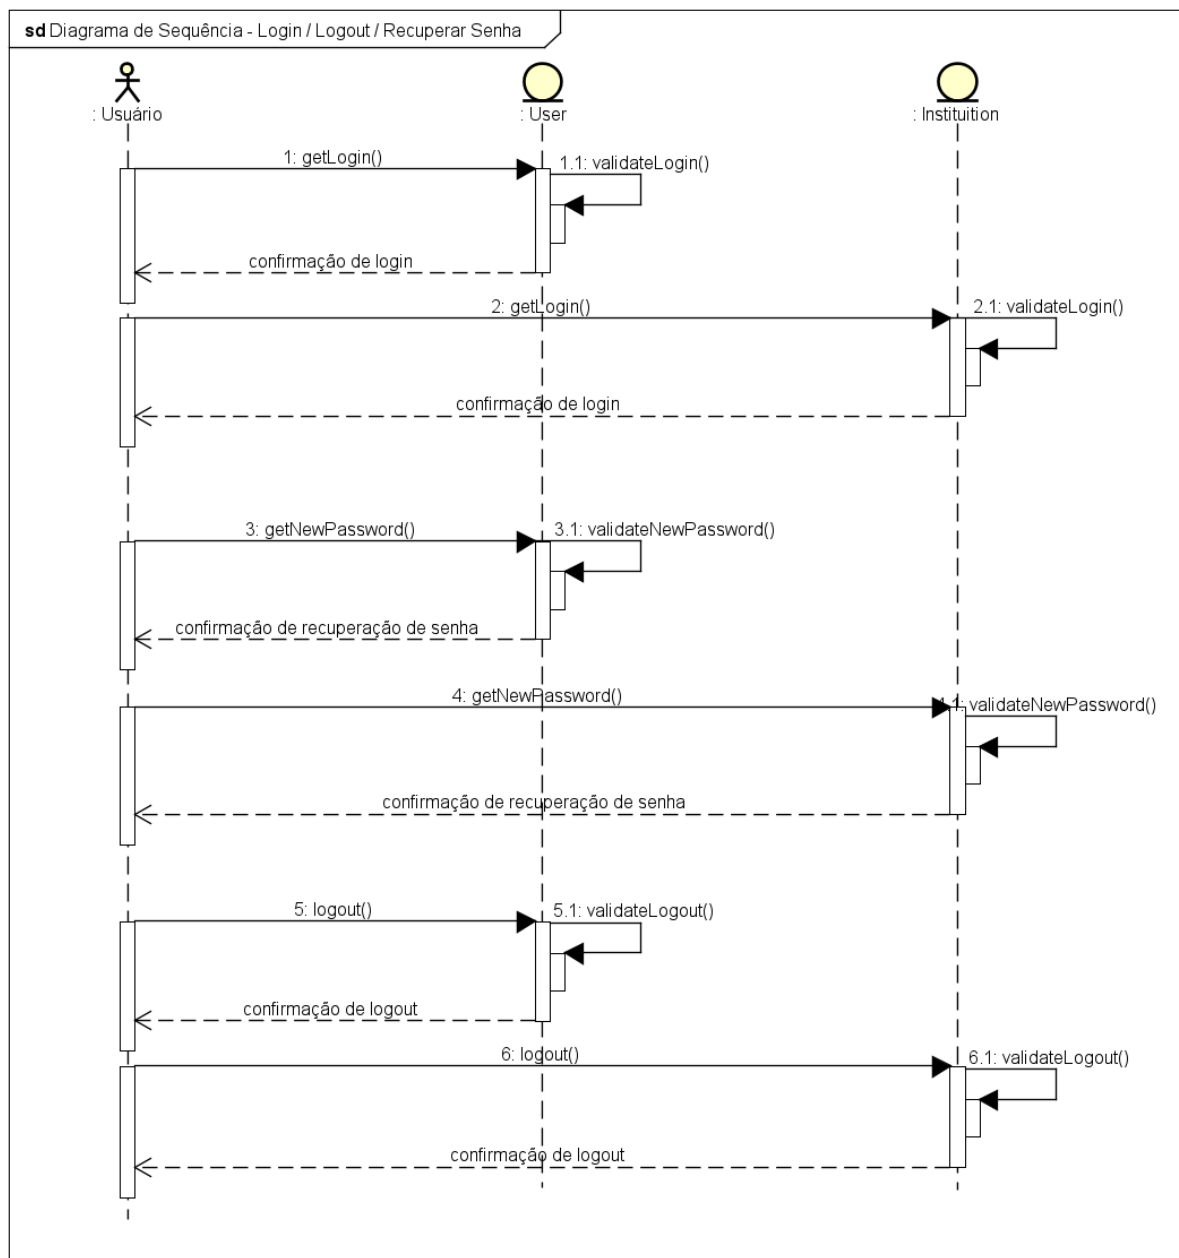 sd Diagrama de Sequência - Login / Logout / Recuperar Senha
: Usuário
: User
: Instituition
1: getLogin()
1.1: validateLogin()
confirmação de login
2: getLogin()
2.1: validateLogin()
confirmação de login
3: getNewPassword()
3.1: validateNewPassword()
confirmação de recuperação de senha
4: getNewPassword()
4.1: validateNewPassword()
confirmação de recuperação de senha
5: logout()
5.1: validateLogout()
confirmação de logout
6: logout()
6.1: validateLogout()
confirmação de logout